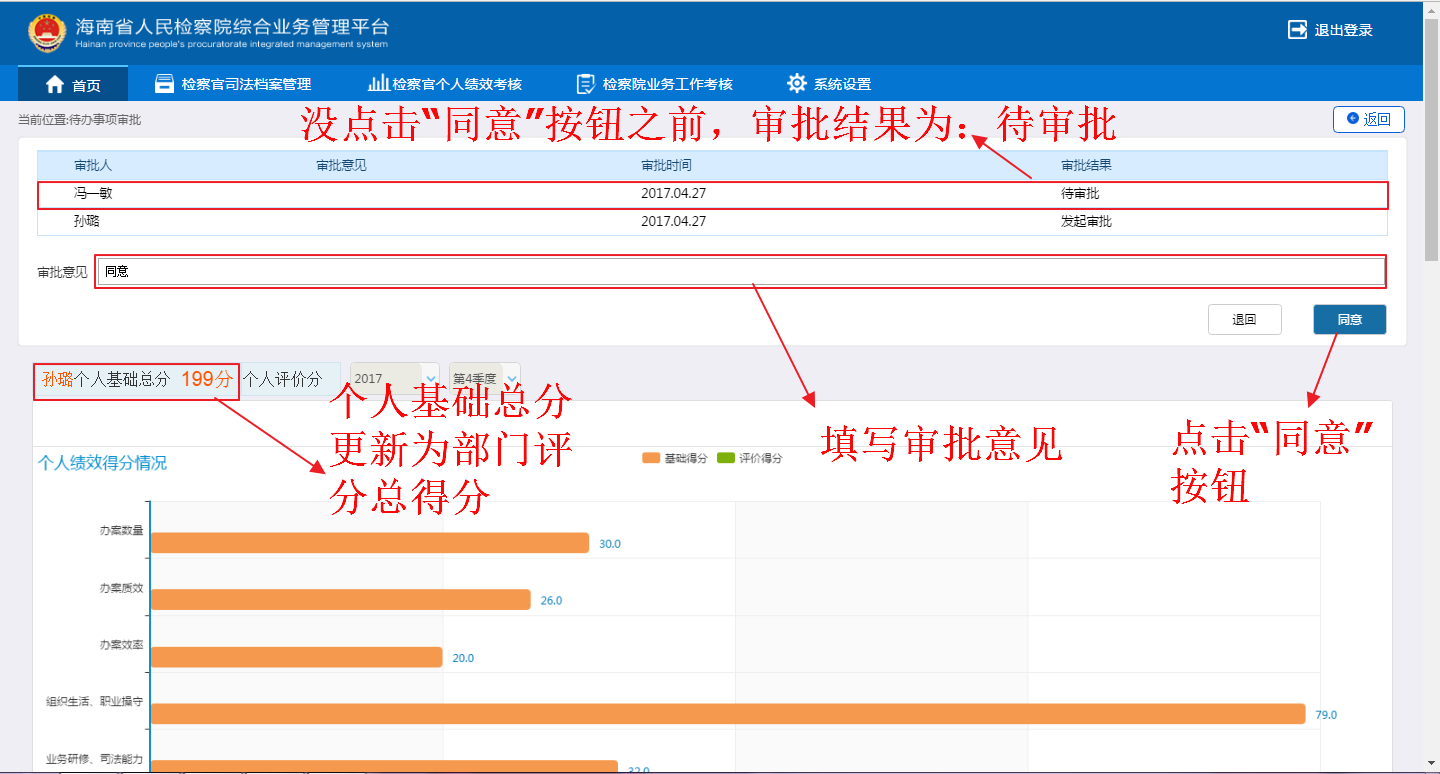 海南省人民检察院综合业务管理平台
Hainan province people's procuratorate integrated management system
退出登录
首页 检察官司法档案管理 检察官个人绩效考核 检察院业务工作考核 系统设置
当前位置:待办事项审批
没点击“同意”按钮之前，审批结果为：待审批
返回
审批人 审批意见 审批时间 审批结果
冯一敏 2017.04.27 待审批
孙璐 2017.04.27 发起审批
审批意见 同意
退回 同意
孙璐个人基础总分 199分 个人评价分 2017 第4季度
个人基础总分
更新为部门评
分总得分
填写审批意见
点击“同意”
按钮
个人绩效得分情况
基础得分 评价得分
办案数量 30.0
办案质效 26.0
办案效率 20.0
组织生活、职业操守 79.0
业务研修、司法能力 32.0